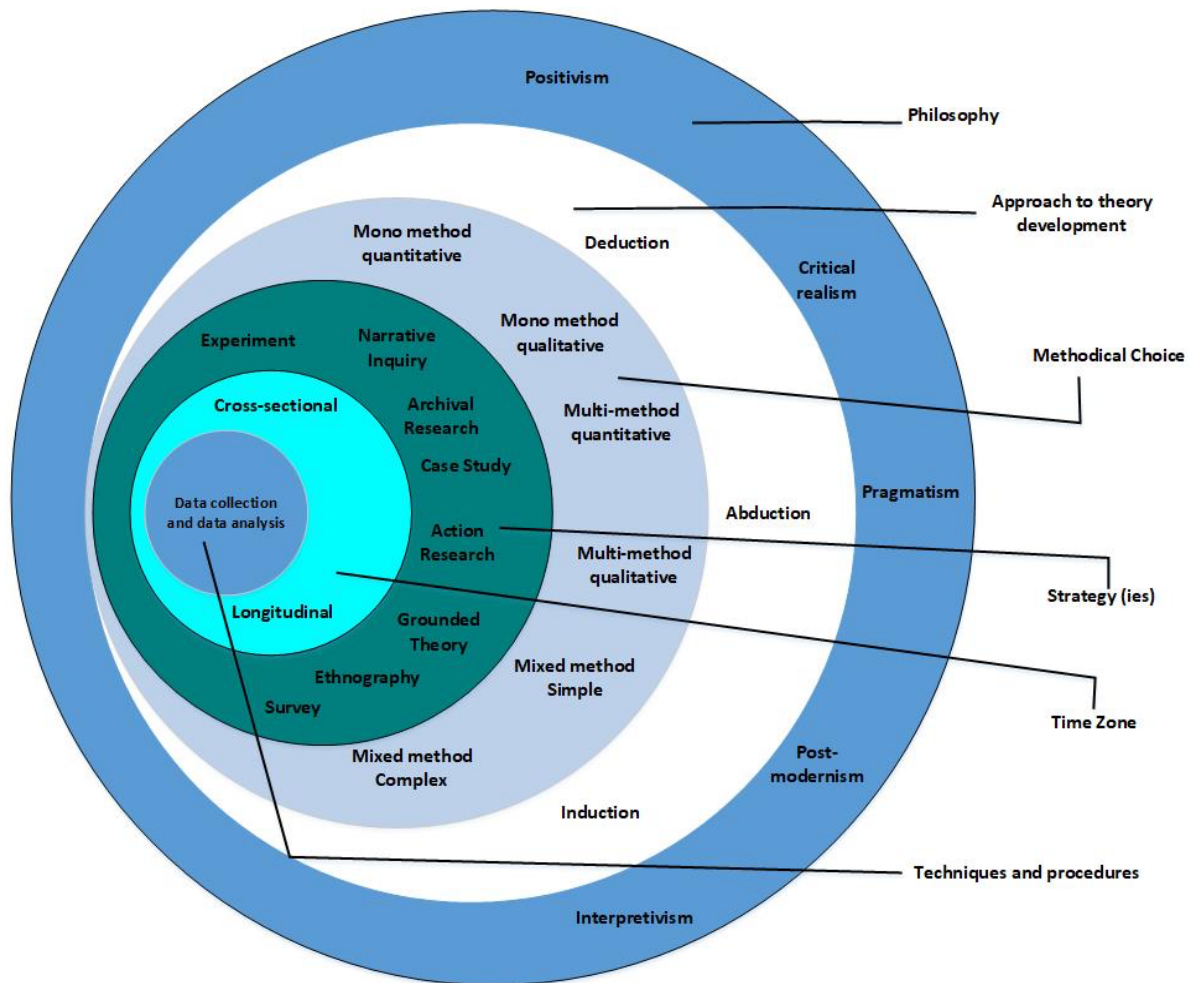 Positivism
Philosophy
Approach to theory
development
Deduction
Mono method
quantitative
Critical
realism
Mono method
qualitative
Experiment
Narrative
Inquiry
Methodical Choice
Cross-sectional
Archival
Research
Multi-method
quantitative
Case Study
Pragmatism
Data collection
and data analysis
Abduction
Action
Research
Multi-method
qualitative
Strategy (ies)
Longitudinal
Grounded
Theory
Ethnography
Survey
Mixed method
Simple
Time Zone
Mixed method
Complex
Post-
modernism
Induction
Techniques and procedures
Interpretivism